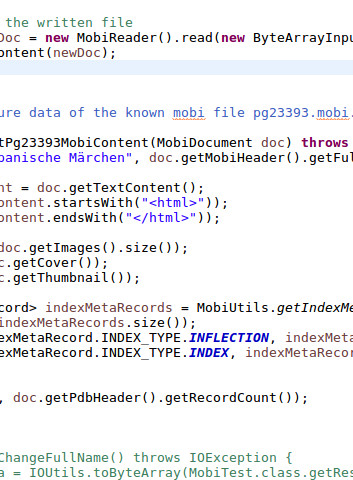 the written file
Doc = new MobiReader().read(new ByteArrayInpu
ontent(newDoc);
ure data of the known mobi file pg23393.mobi.
tPg23393MobiContent(MobiDocument doc) throws
panische Märchen", doc.getMobiHeader().getFul
nt = doc.getTextContent();
ontent.startsWith("<html>"));
ontent.endsWith("</html>"));
doc.getImages().size());
c.getCover());
c.getThumbnail());
cord> indexMetaRecords = MobiUtils.getIndexMe
indexMetaRecords.size());
exMetaRecord.INDEX_TYPE.INFLECTION, indexMeta
exMetaRecord.INDEX_TYPE.INDEX, indexMetaRecor
, doc.getPdbHeader().getRecordCount());
ChangeFullName() throws IOException {
a = IOUtils.toByteArray(MobiTest.class.getRes